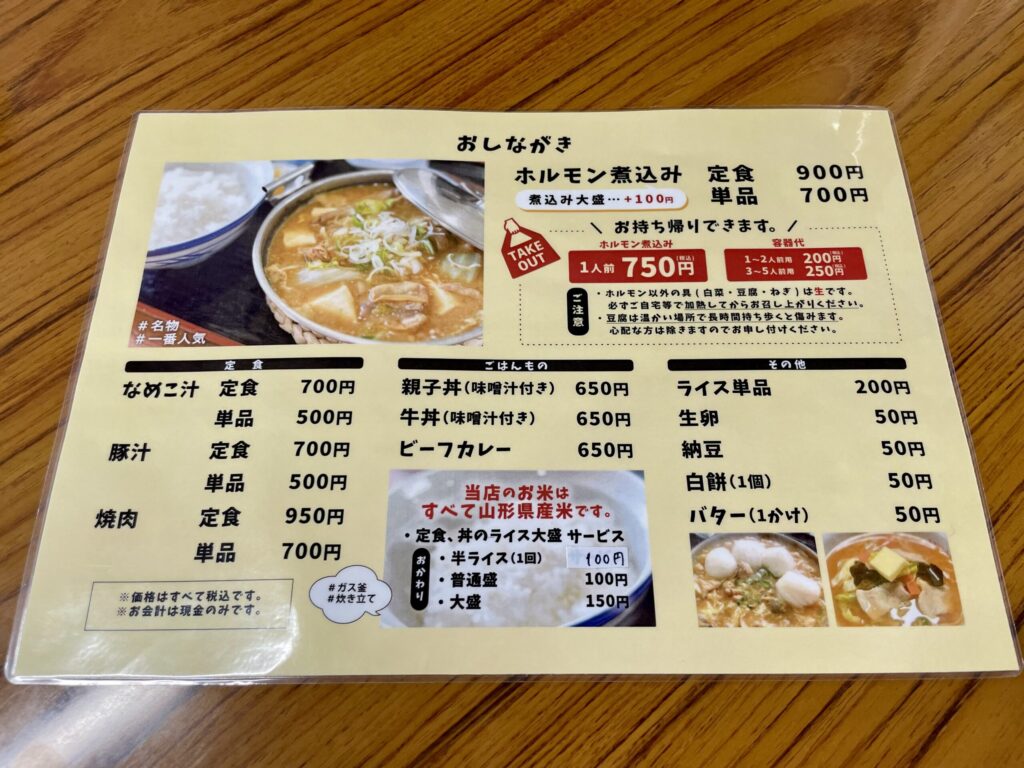 おしながき
ホルモン煮込み 定食 900円
煮込み大盛…+100円 単品 700円
\ お持ち帰りできます。 /
TAKE OUT
ホルモン煮込み 容器代
1人前 750円(税込)
1~2人前用 200円(税込)
3~5人前用 250円(税込)
ご注意
・ホルモン以外の具(白菜・豆腐・ねぎ)は生です。
必ずご自宅等で加熱してからお召し上がりください。
・豆腐は温かい場所で長時間持ち歩くと傷みます。
心配な方は除きますのでお申し付けください。
#名物
#一番人気
定食
なめこ汁 定食 700円
単品 500円
豚汁 定食 700円
単品 500円
焼肉 定食 950円
単品 700円
※価格はすべて税込です。
※お会計は現金のみです。
ごはんもの
親子丼(味噌汁付き) 650円
牛丼(味噌汁付き) 650円
ビーフカレー 650円
当店のお米は
すべて山形県産米です。
・定食、丼のライス大盛 サービス
おかわり
・半ライス(1回) 100円
・普通盛 100円
・大盛 150円
#ガス釜
#炊き立て
その他
ライス単品 200円
生卵 50円
納豆 50円
白餅(1個) 50円
バター(1かけ) 50円